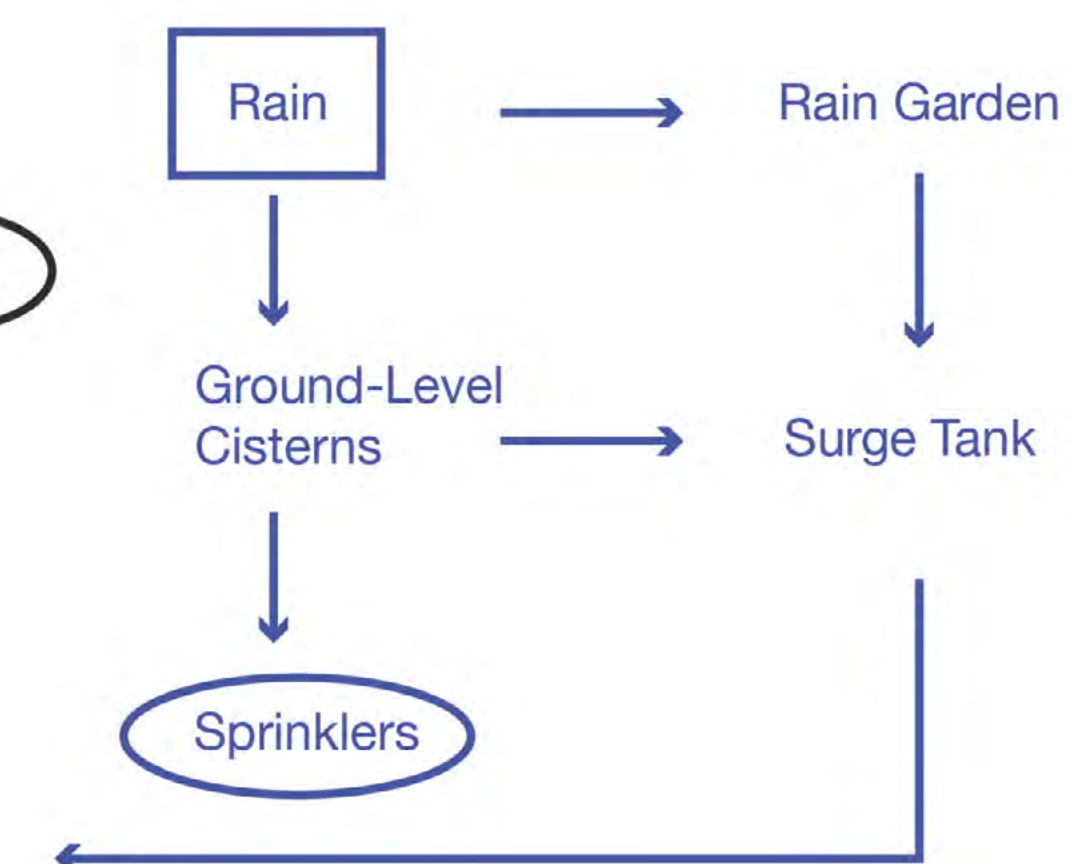 Rain
Rain Garden
Ground-Level
Cisterns
Surge Tank
Sprinklers